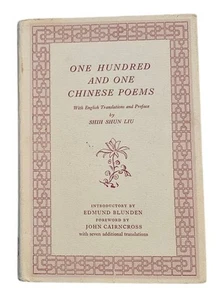 ONE HUNDRED
AND ONE
CHINESE POEMS
With English Translations and Preface
by
SHIH SHUN LIU
INTRODUCTORY BY
EDMUND BLUNDEN
FOREWORD BY
JOHN CAIRNCROSS
with seven additional translations